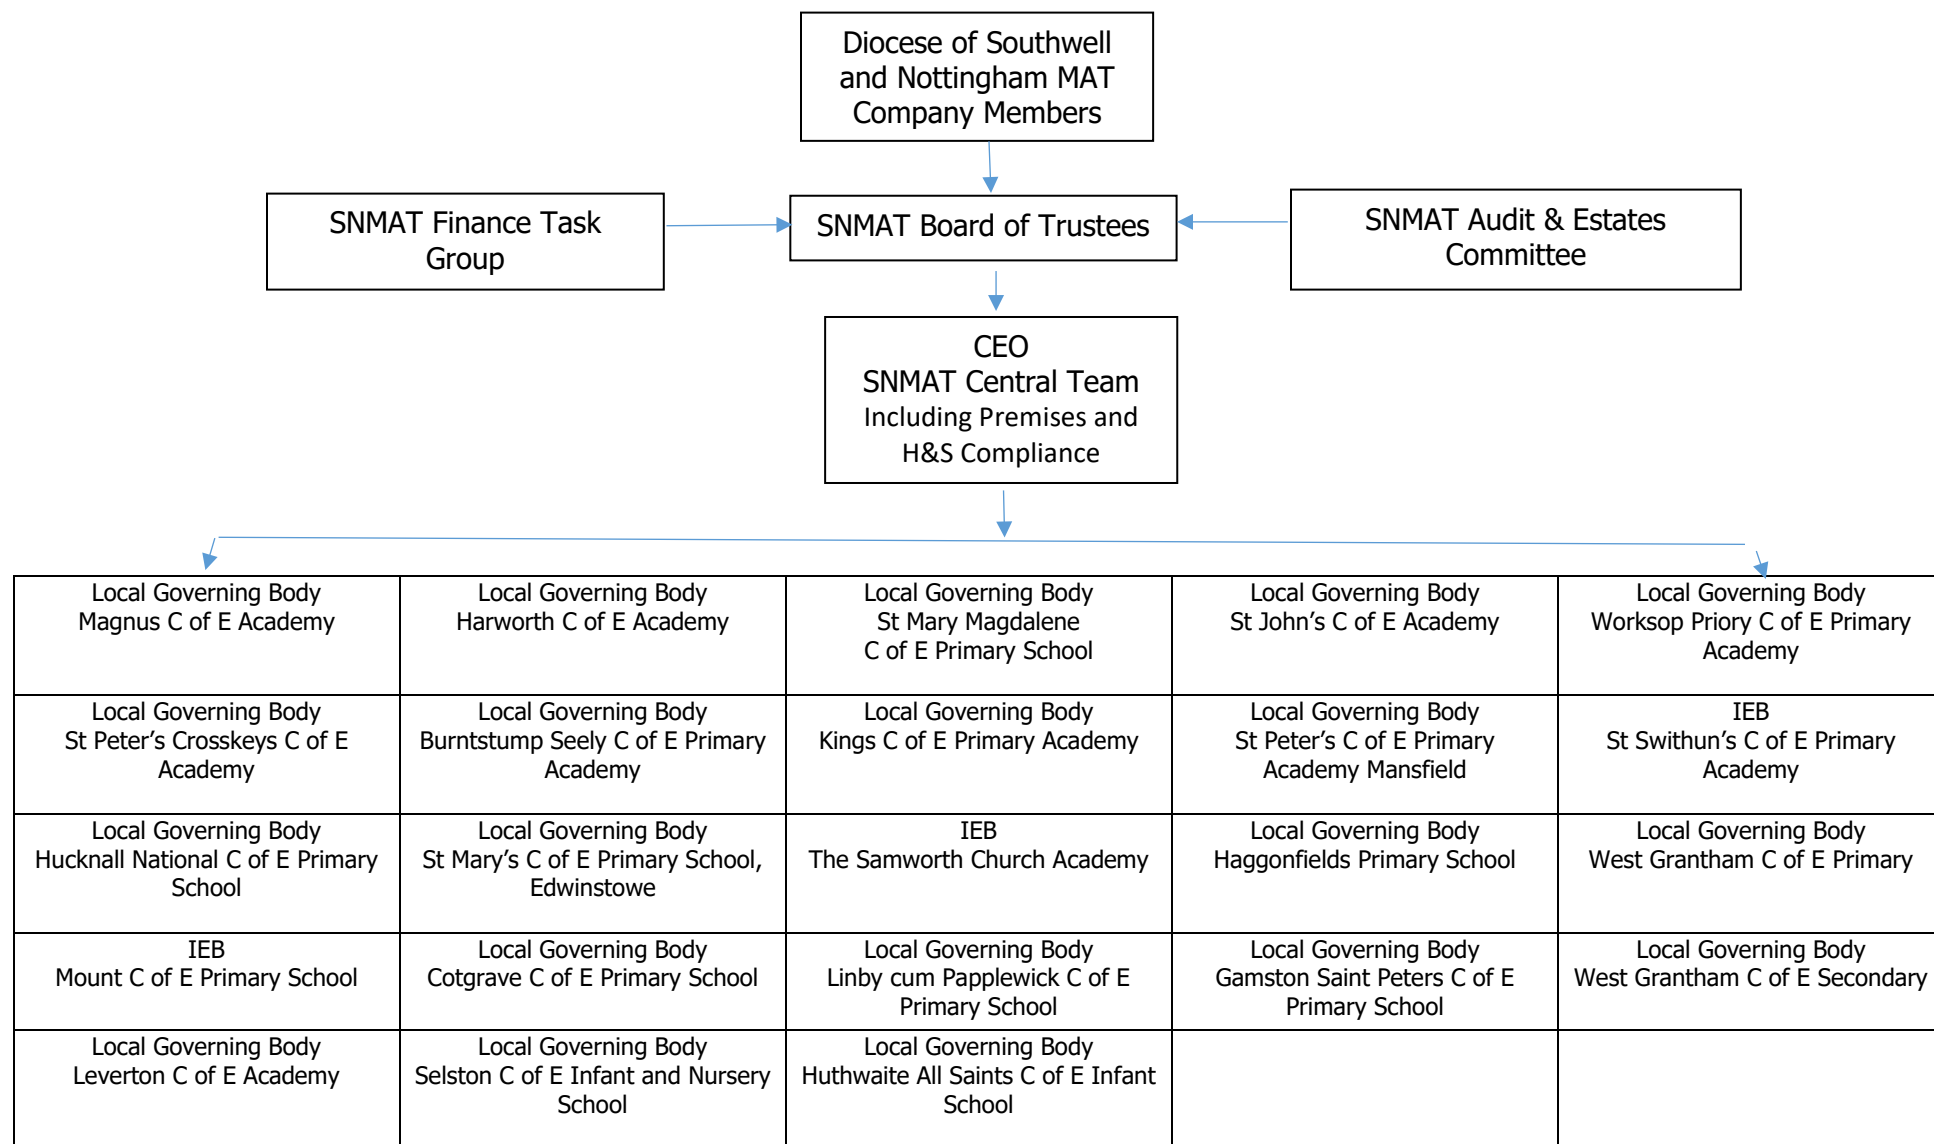 Diocese of Southwell
and Nottingham MAT
Company Members
SNMAT Finance Task
Group
SNMAT Board of Trustees
SNMAT Audit & Estates
Committee
CEO
SNMAT Central Team
Including Premises and
H&S Compliance
Local Governing Body
Magnus C of E Academy
Local Governing Body
Harworth C of E Academy
Local Governing Body
St Mary Magdalene
C of E Primary School
Local Governing Body
St John’s C of E Academy
Local Governing Body
Worksop Priory C of E Primary
Academy
Local Governing Body
St Peter’s Crosskeys C of E
Academy
Local Governing Body
Burntstump Seely C of E Primary
Academy
Local Governing Body
Kings C of E Primary Academy
Local Governing Body
St Peter’s C of E Primary
Academy Mansfield
IEB
St Swithun’s C of E Primary
Academy
Local Governing Body
Hucknall National C of E Primary
School
Local Governing Body
St Mary’s C of E Primary School,
Edwinstowe
IEB
The Samworth Church Academy
Local Governing Body
Haggonfields Primary School
Local Governing Body
West Grantham C of E Primary
IEB
Mount C of E Primary School
Local Governing Body
Cotgrave C of E Primary School
Local Governing Body
Linby cum Papplewick C of E
Primary School
Local Governing Body
Gamston Saint Peters C of E
Primary School
Local Governing Body
West Grantham C of E Secondary
Local Governing Body
Leverton C of E Academy
Local Governing Body
Selston C of E Infant and Nursery
School
Local Governing Body
Huthwaite All Saints C of E Infant
School